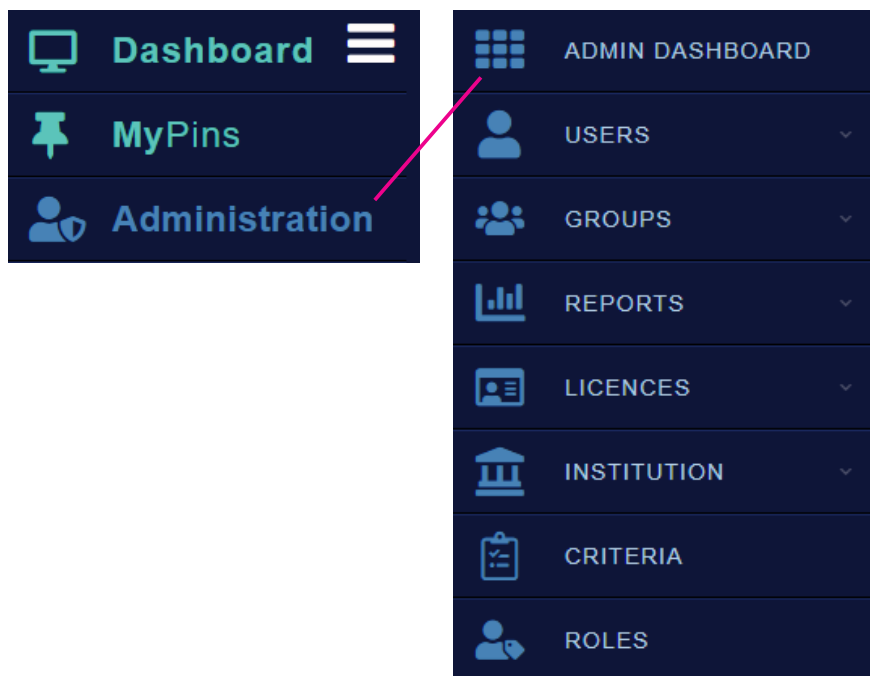 Dashboard
MyPins
Administration
ADMIN DASHBOARD
USERS
GROUPS
REPORTS
LICENCES
INSTITUTION
CRITERIA
ROLES